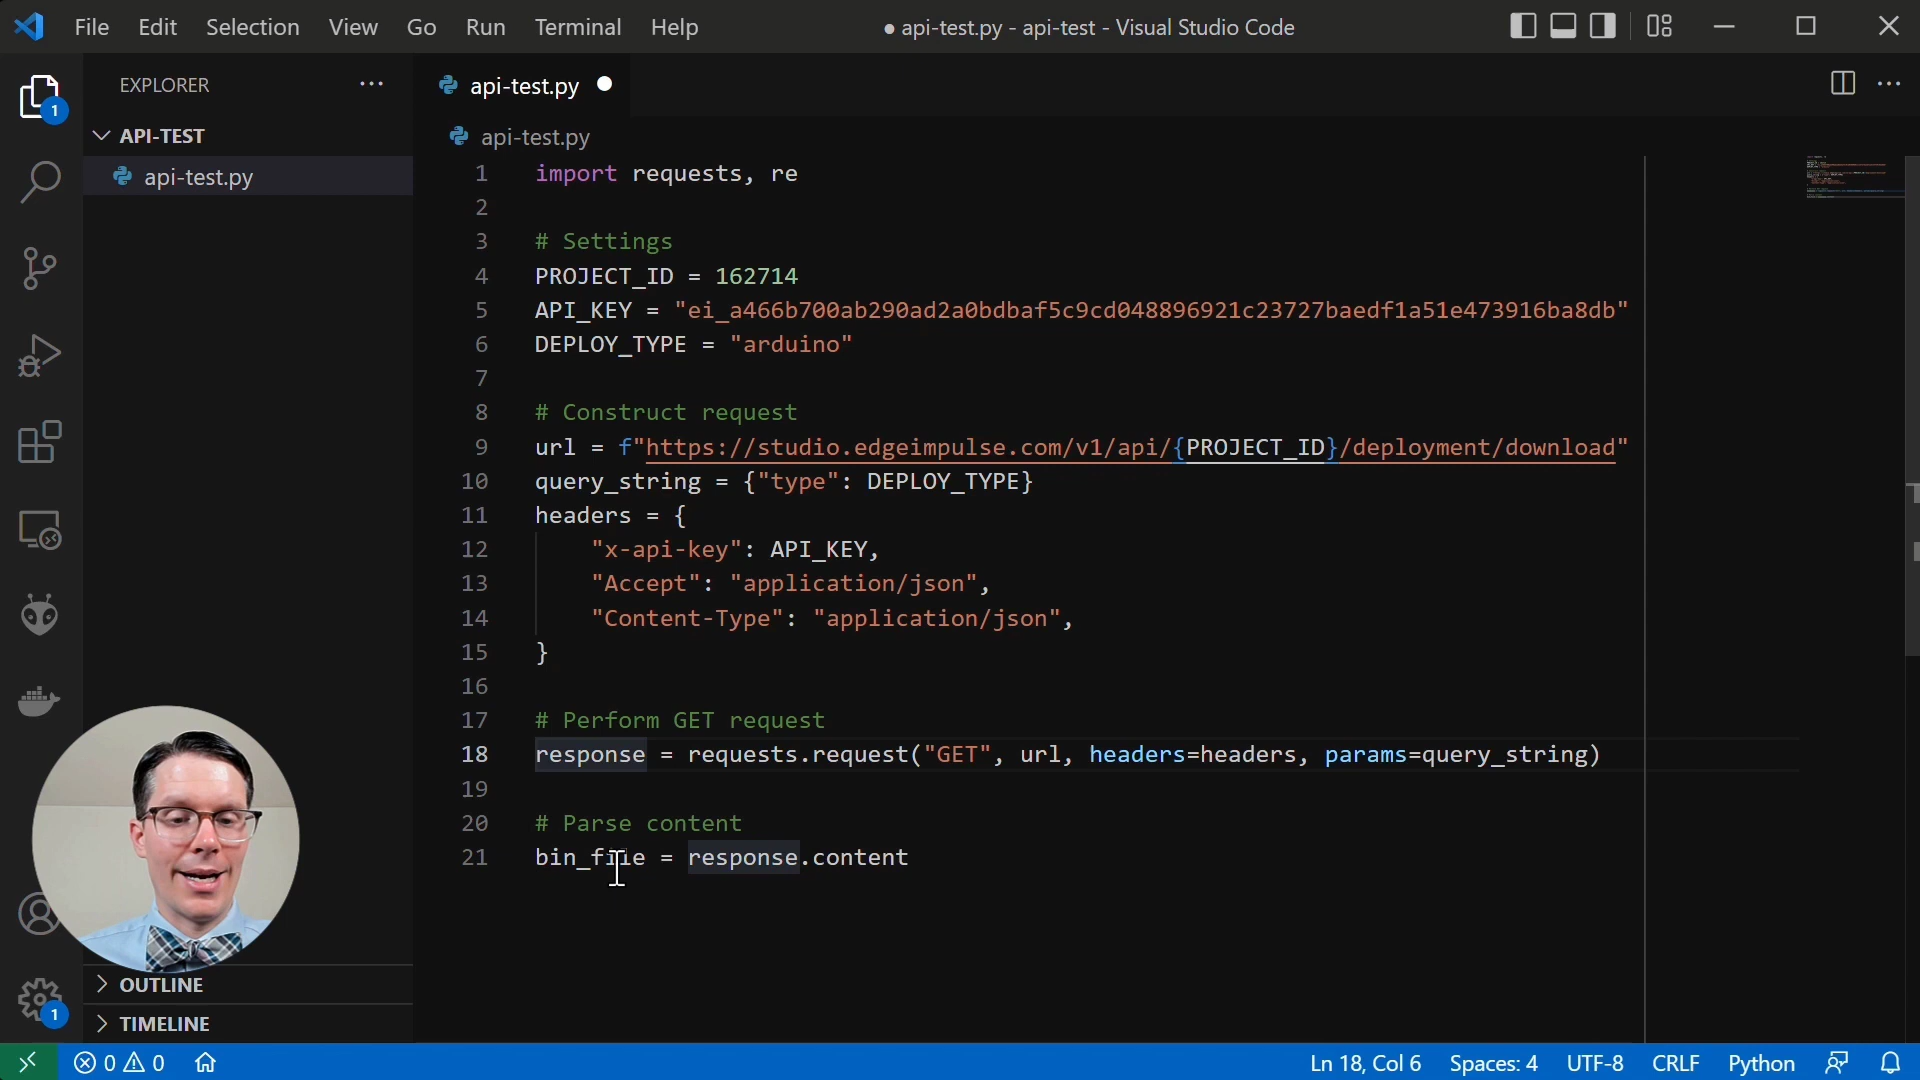 File Edit Selection View Go Run Terminal Help
● api-test.py - api-test - Visual Studio Code
EXPLORER
API-TEST
api-test.py
1
api-test.py
api-test.py
1 import requests, re
2
3 # Settings
4 PROJECT_ID = 162714
5 API_KEY = "ei_a466b700ab290ad2a0bdbaf5c9cd048896921c23727baedf1a51e473916ba8db"
6 DEPLOY_TYPE = "arduino"
7
8 # Construct request
9 url = f"https://studio.edgeimpulse.com/v1/api/{PROJECT_ID}/deployment/download"
10 query_string = {"type": DEPLOY_TYPE}
11 headers = {
12 "x-api-key": API_KEY,
13 "Accept": "application/json",
14 "Content-Type": "application/json",
15 }
16
17 # Perform GET request
18 response = requests.request("GET", url, headers=headers, params=query_string)
19
20 # Parse content
21 bin_file = response.content
OUTLINE
TIMELINE
1
0 0
Ln 18, Col 6 Spaces: 4 UTF-8 CRLF Python